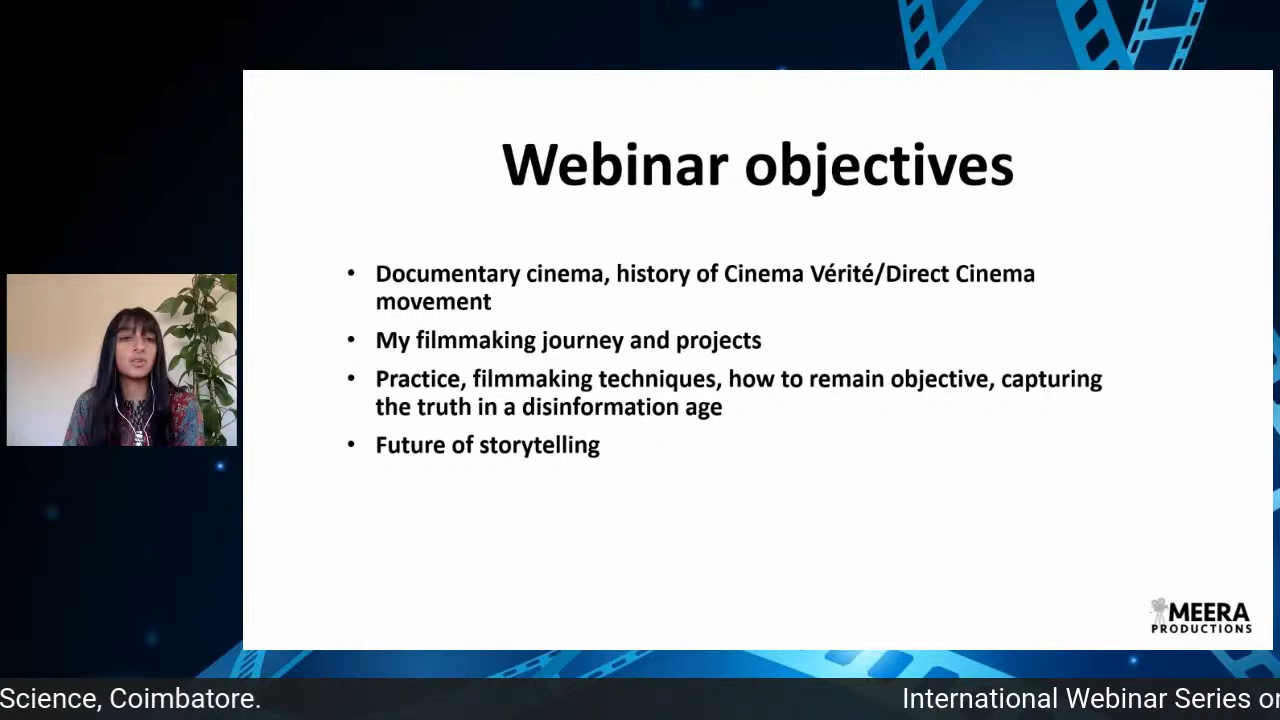 Webinar objectives
• Documentary cinema, history of Cinema Vérité/Direct Cinema
movement
• My filmmaking journey and projects
• Practice, filmmaking techniques, how to remain objective, capturing
the truth in a disinformation age
• Future of storytelling
MEERA
PRODUCTIONS
Science, Coimbatore. International Webinar Series